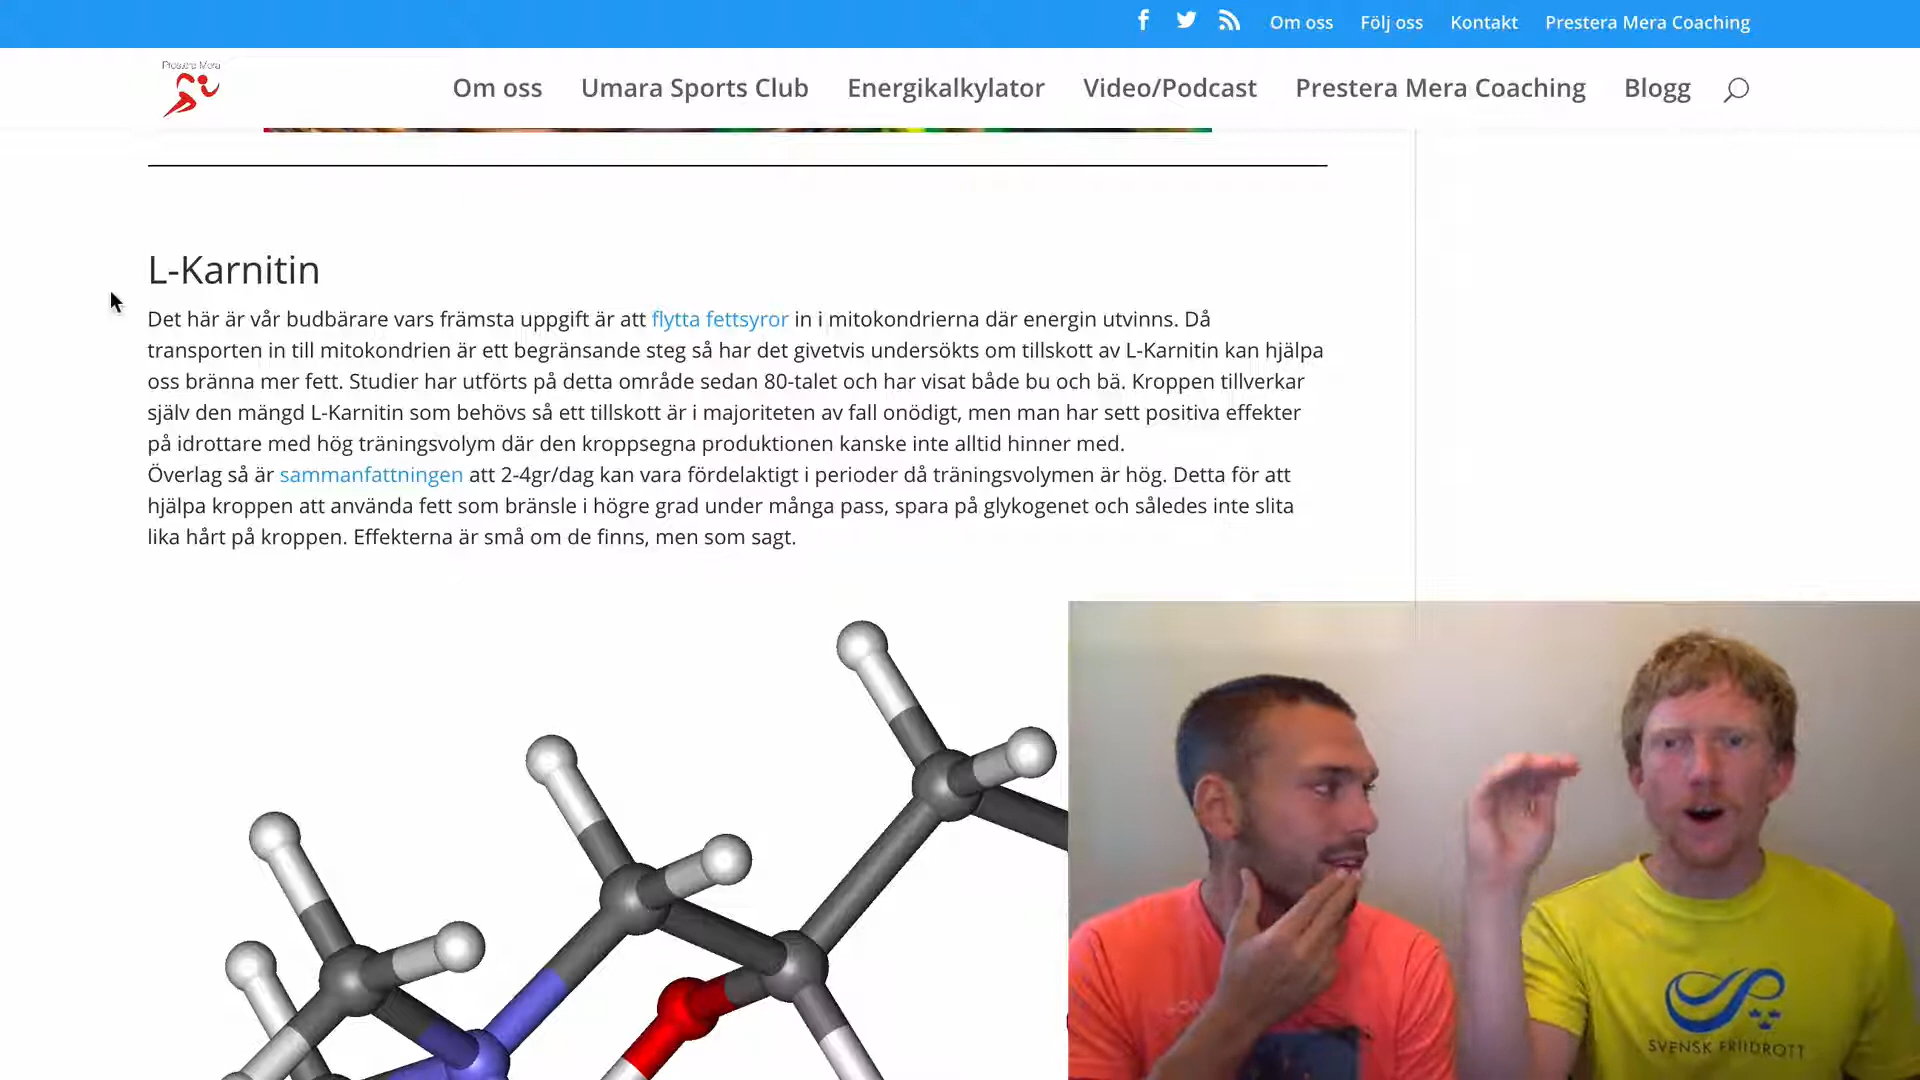 Om oss Följ oss Kontakt Prestera Mera Coaching
Prestera Mera
Om oss Umara Sports Club Energikalkylator Video/Podcast Prestera Mera Coaching Blogg
L-Karnitin
Det här är vår budbärare vars främsta uppgift är att flytta fettsyror in i mitokondrierna där energin utvinns. Då
transporten in till mitokondrien är ett begränsande steg så har det givetvis undersökts om tillskott av L-Karnitin kan hjälpa
oss bränna mer fett. Studier har utförts på detta område sedan 80-talet och har visat både bu och bä. Kroppen tillverkar
själv den mängd L-Karnitin som behövs så ett tillskott är i majoriteten av fall onödigt, men man har sett positiva effekter
på idrottare med hög träningsvolym där den kroppsegna produktionen kanske inte alltid hinner med.
Överlag så är sammanfattningen att 2-4gr/dag kan vara fördelaktigt i perioder då träningsvolymen är hög. Detta för att
hjälpa kroppen att använda fett som bränsle i högre grad under många pass, spara på glykogenet och således inte slita
lika hårt på kroppen. Effekterna är små om de finns, men som sagt.
SVENSK FRIIDROTT